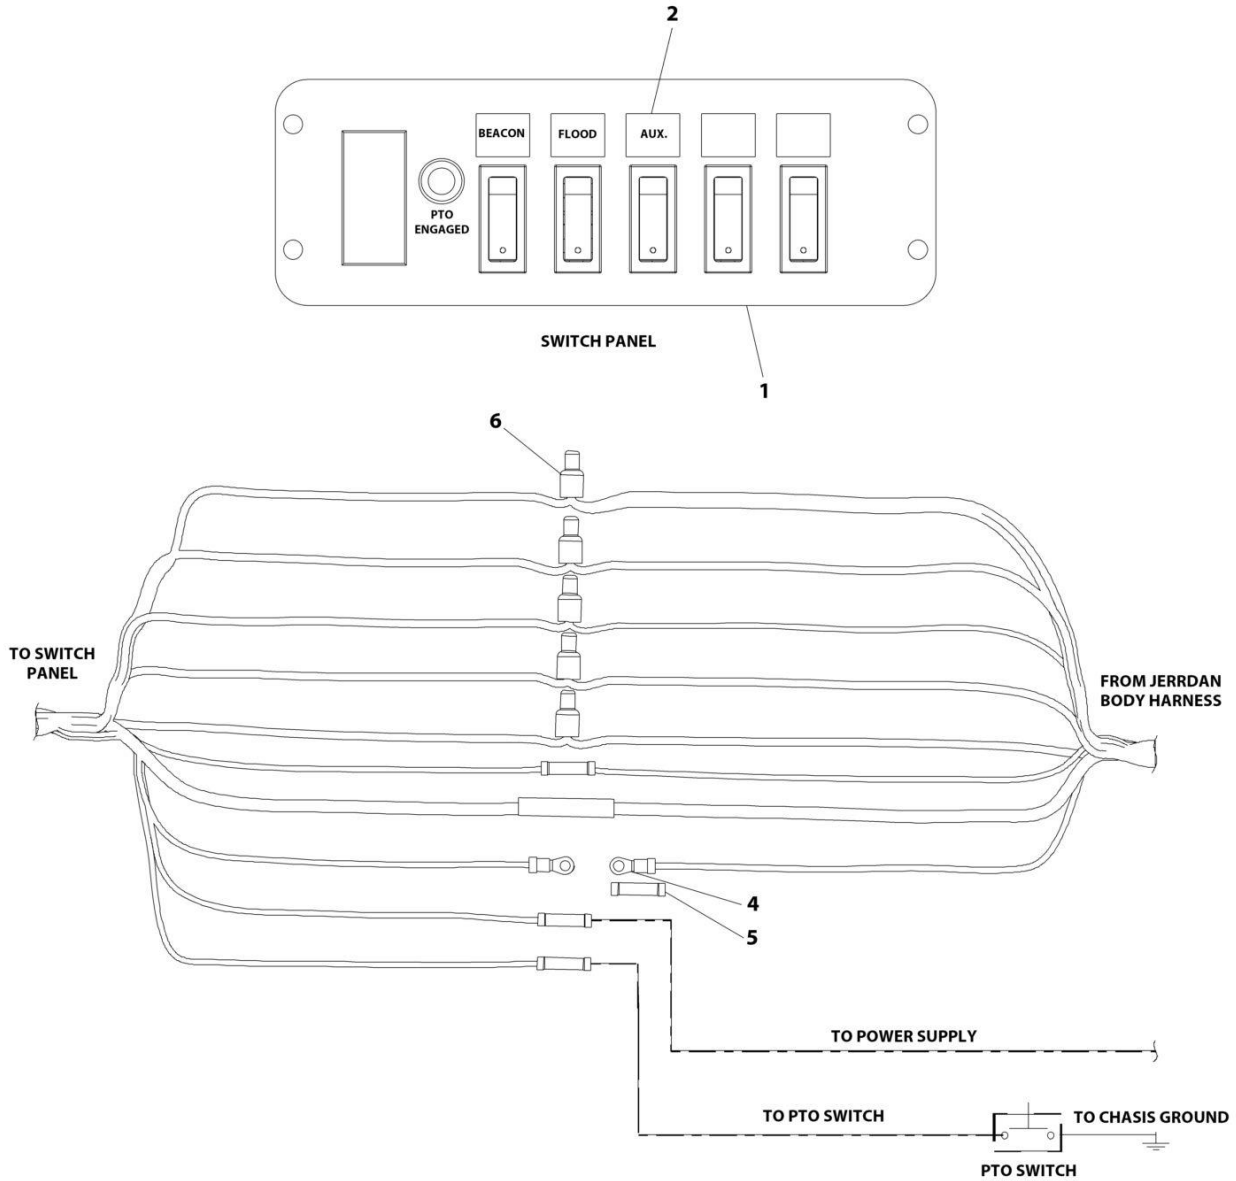 2
BEACON
FLOOD
AUX.
PTO
ENGAGED
SWITCH PANEL
1
6
TO SWITCH
PANEL
FROM JERRDAN
BODY HARNESS
4
5
TO POWER SUPPLY
TO PTO SWITCH
TO CHASIS GROUND
PTO SWITCH